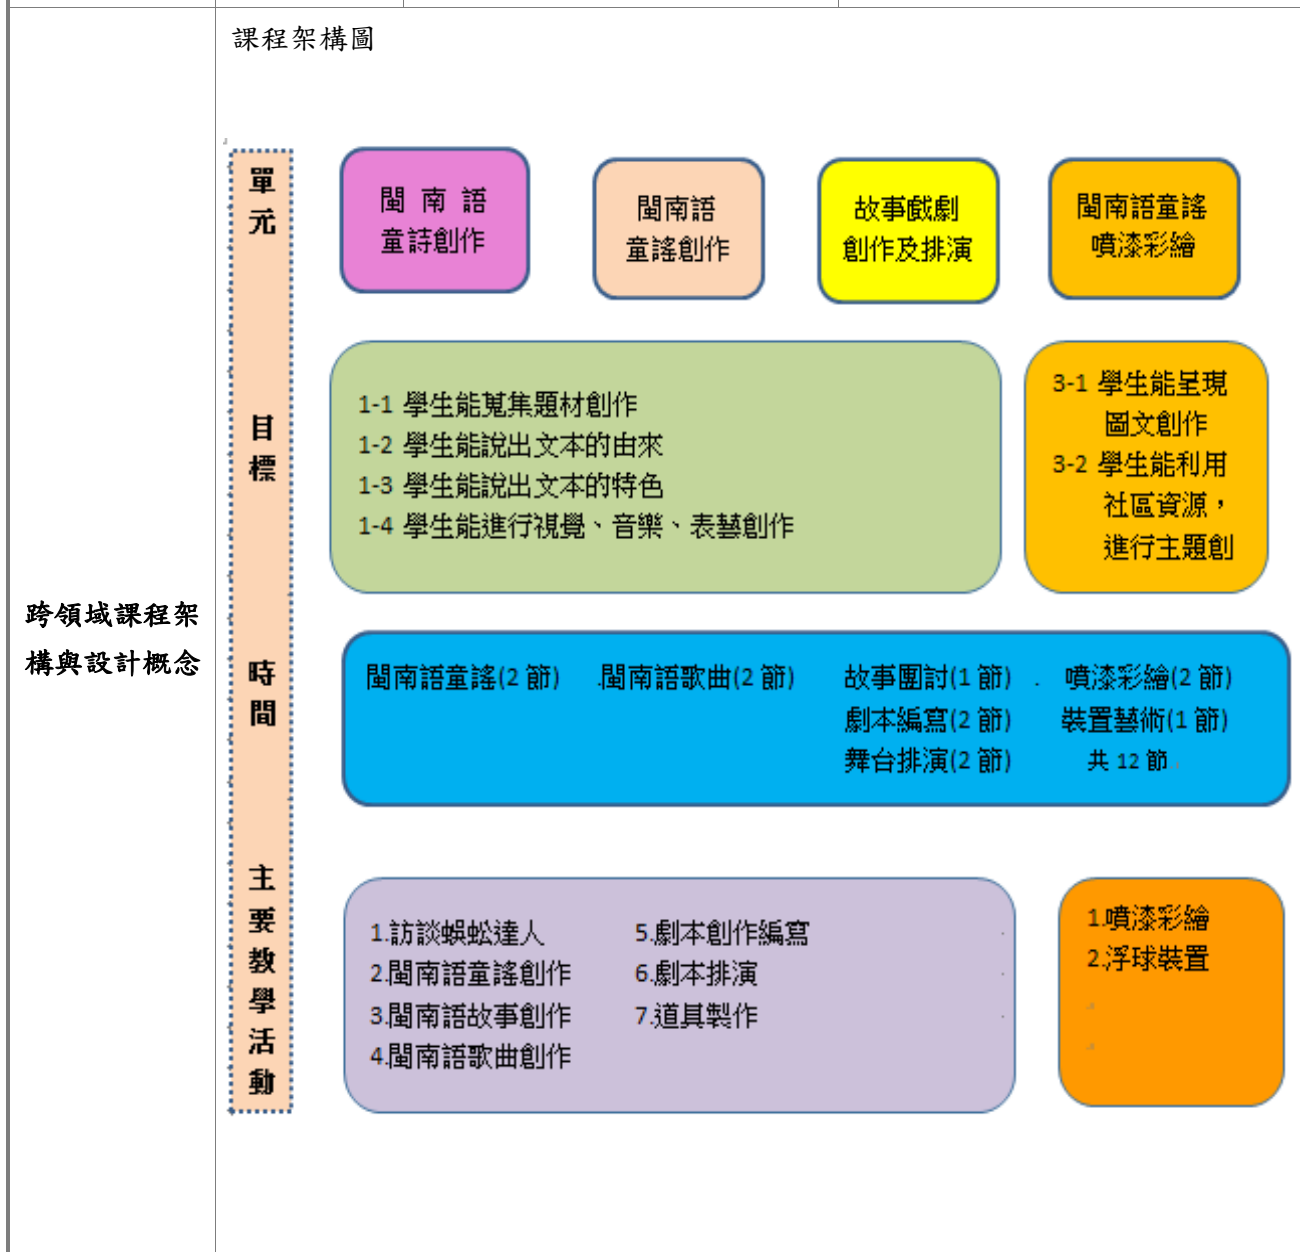 課程架構圖
跨領域課程架
構與設計概念
單
元
閩 南 語
童詩創作
閩南語
童謠創作
故事戲劇
創作及排演
閩南語童謠
噴漆彩繪
目
標
1-1 學生能蒐集題材創作
1-2 學生能說出文本的由來
1-3 學生能說出文本的特色
1-4 學生能進行視覺、音樂、表藝創作
3-1 學生能呈現
圖文創作
3-2 學生能利用
社區資源，
進行主題創
時
間
閩南語童謠(2 節)
.閩南語歌曲(2 節)
故事團討(1 節) .
劇本編寫(2 節)
舞台排演(2 節)
噴漆彩繪(2 節)
裝置藝術(1 節)
共 12 節
主
要
教
學
活
動
1.訪談蜈蚣達人
2.閩南語童謠創作
3.閩南語故事創作
4.閩南語歌曲創作
5.劇本創作編寫
6.劇本排演
7.道具製作
1.噴漆彩繪
2.浮球裝置